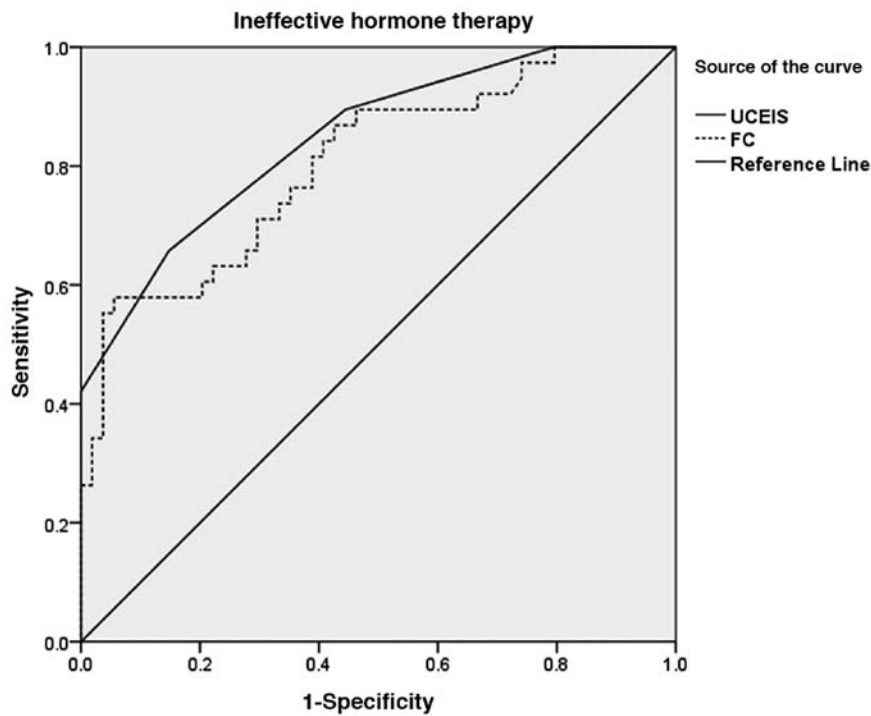 Ineffective hormone therapy
Source of the curve
UCEIS
FC
Reference Line
Sensitivity
1.0
0.8
0.6
0.4
0.2
0.0
0.0 0.2 0.4 0.6 0.8 1.0
1-Specificity